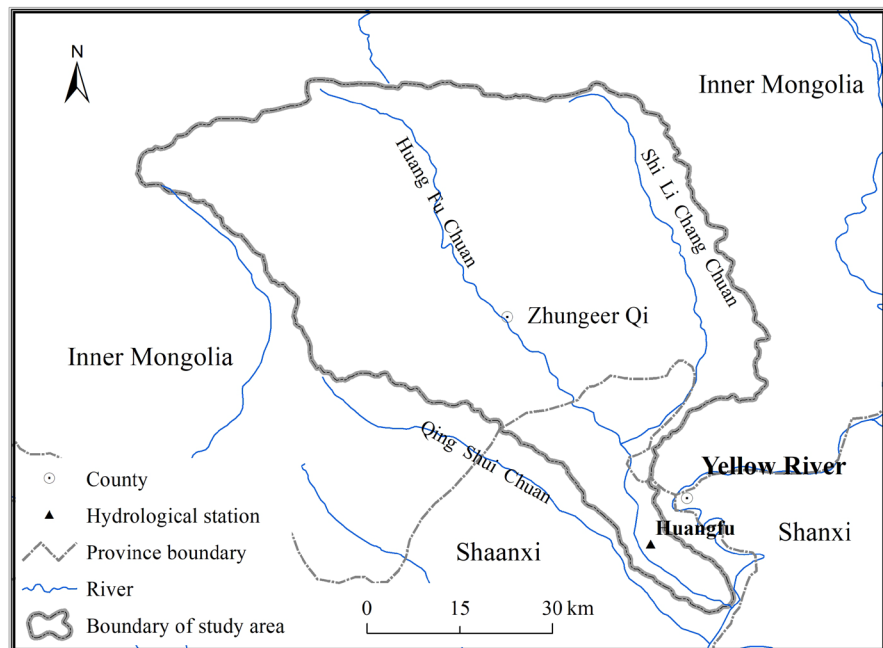 N
Inner Mongolia
Huang Fu Chuan
Shi Li Chang Chuan
Zhungeer Qi
Inner Mongolia
Qing Shui Chuan
Yellow River
Huangfu
Shanxi
Shaanxi
County
Hydrological station
Province boundary
River
Boundary of study area
0 15 30 km